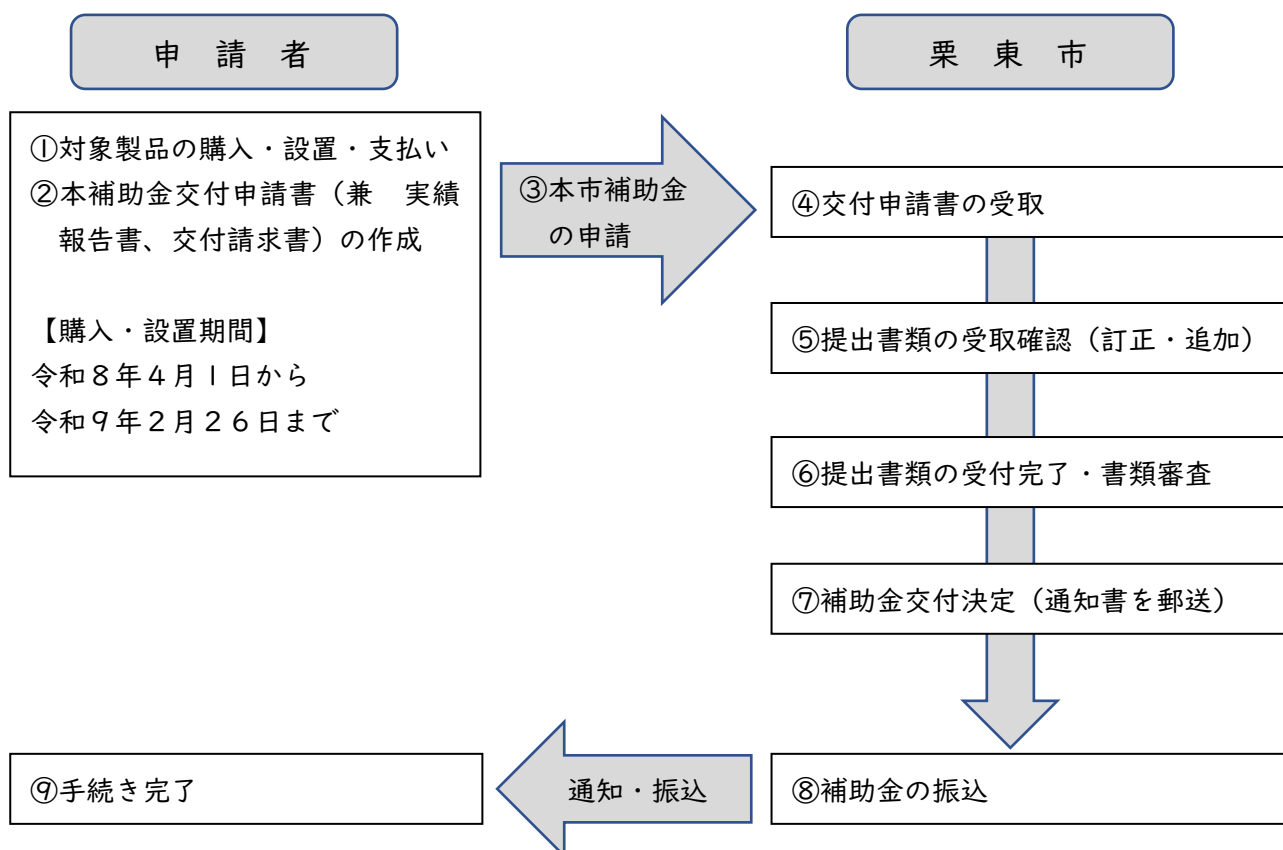 申 請 者
栗 東 市
①対象製品の購入・設置・支払い
②本補助金交付申請書（兼 実績
報告書、交付請求書）の作成
【購入・設置期間】
令和８年４月１日から
令和９年２月２６日まで
③本市補助金
の申請
④交付申請書の受取
⑤提出書類の受取確認（訂正・追加）
⑥提出書類の受付完了・書類審査
⑦補助金交付決定（通知書を郵送）
⑧補助金の振込
通知・振込
⑨手続き完了